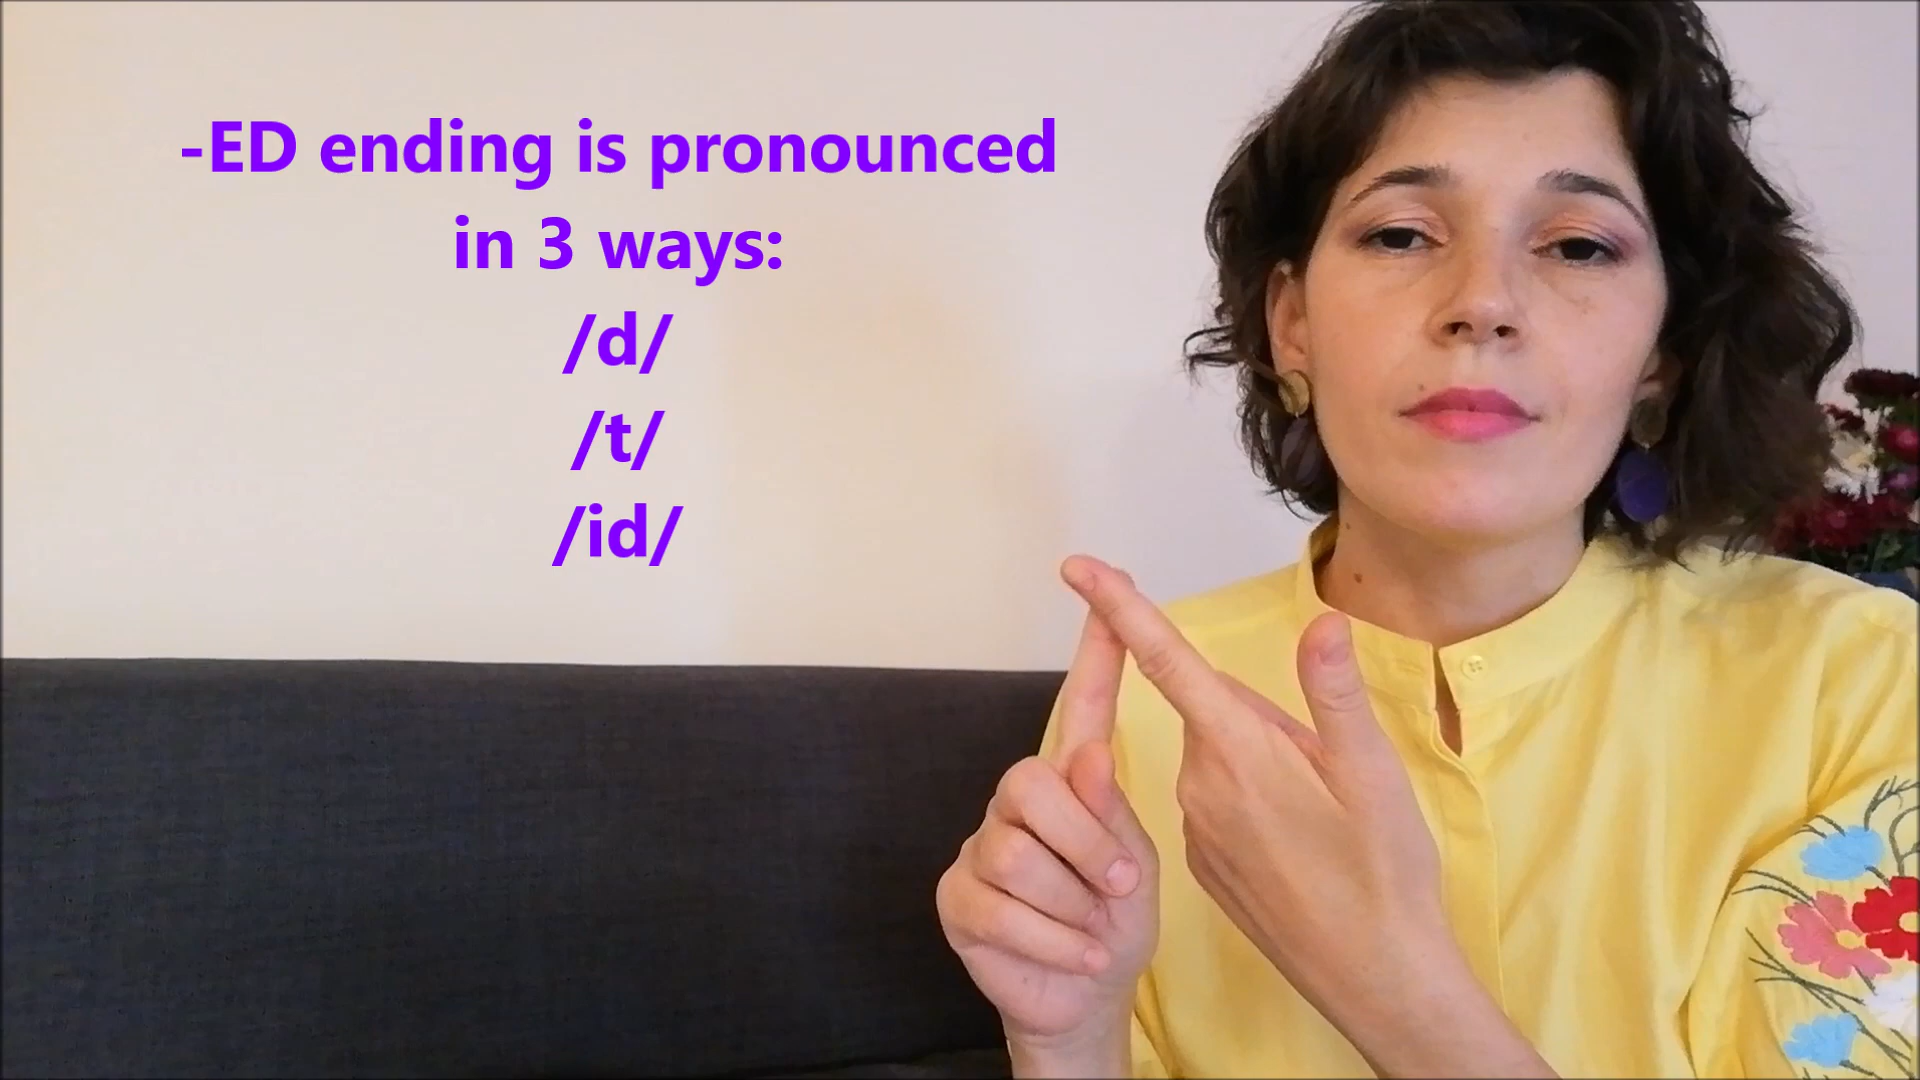 -ED ending is pronounced
in 3 ways:
/d/
/t/
/id/